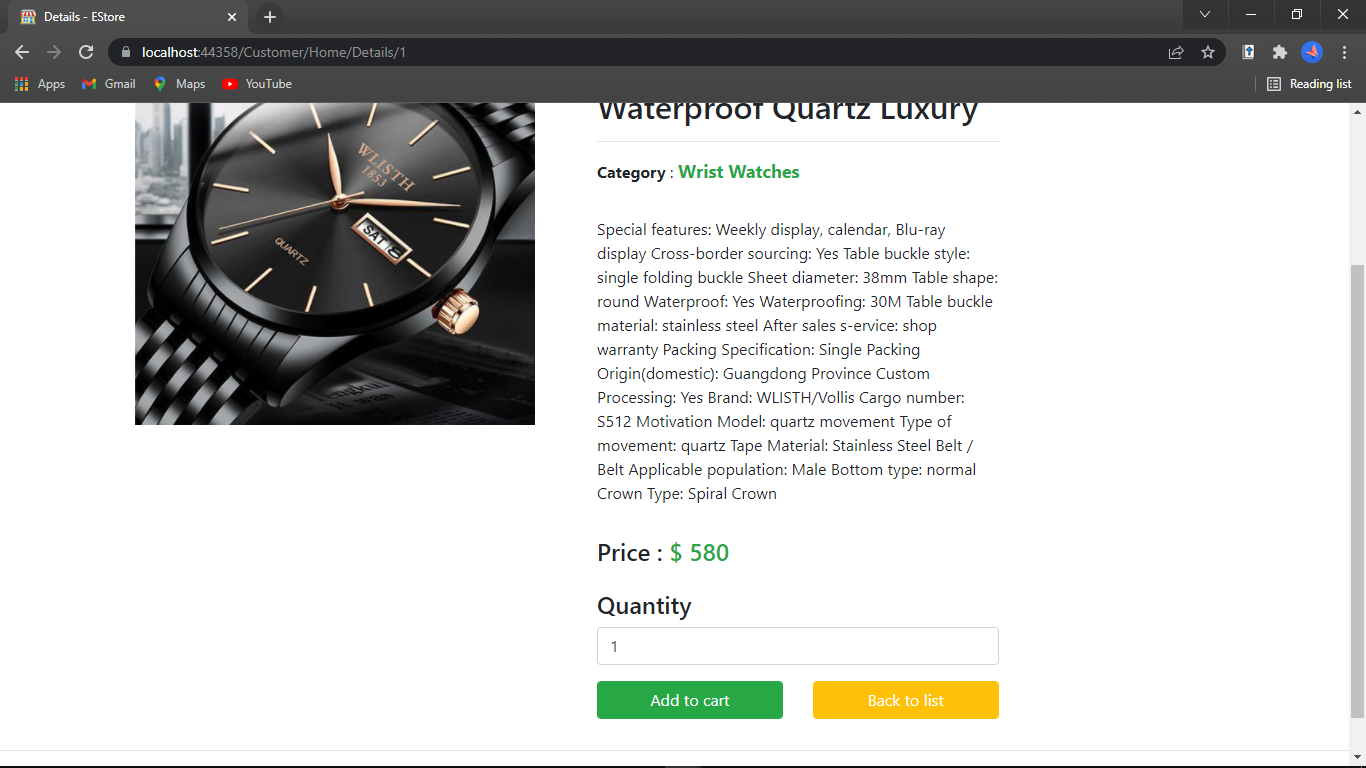 Details - EStore
localhost:44358/Customer/Home/Details/1
Apps Gmail Maps YouTube Reading list
Waterproof Quartz Luxury
WLISTH
1853
SAT
QUARTZ
Category : Wrist Watches
Special features: Weekly display, calendar, Blu-ray
display Cross-border sourcing: Yes Table buckle style:
single folding buckle Sheet diameter: 38mm Table shape:
round Waterproof: Yes Waterproofing: 30M Table buckle
material: stainless steel After sales s-ervice: shop
warranty Packing Specification: Single Packing
Origin(domestic): Guangdong Province Custom
Processing: Yes Brand: WLISTH/Vollis Cargo number:
S512 Motivation Model: quartz movement Type of
movement: quartz Tape Material: Stainless Steel Belt /
Belt Applicable population: Male Bottom type: normal
Crown Type: Spiral Crown
Price : $ 580
Quantity
1
Add to cart
Back to list